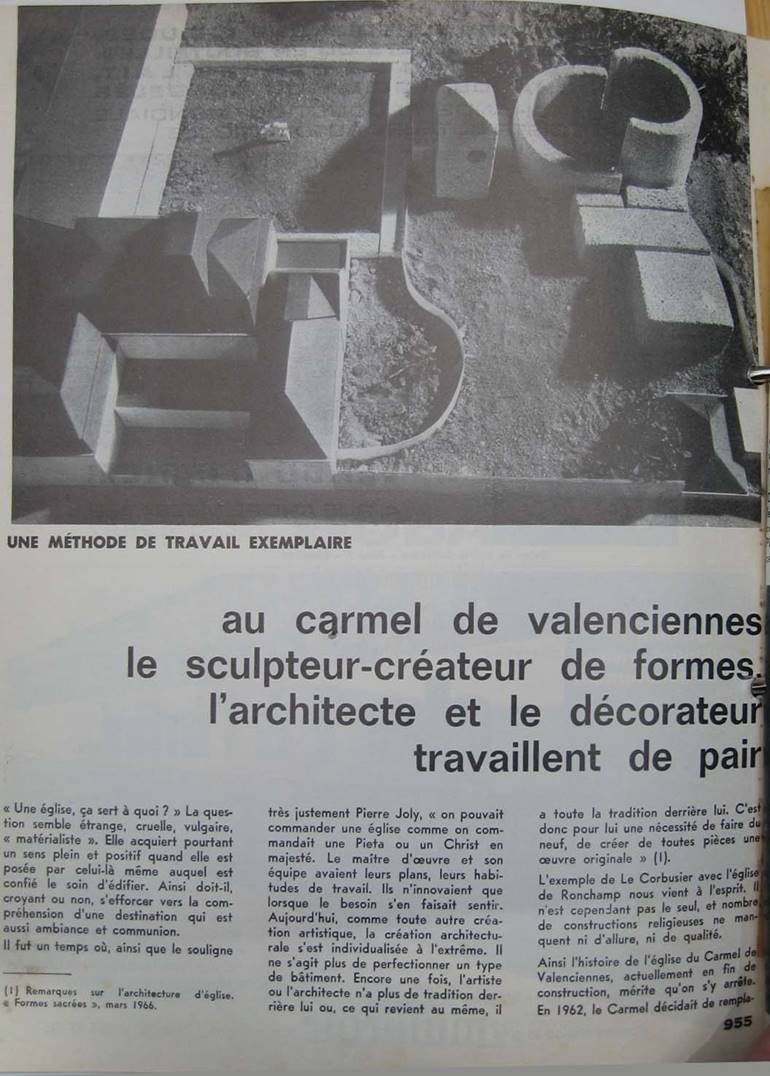 UNE MÉTHODE DE TRAVAIL EXEMPLAIRE
au carmel de valenciennes
le sculpteur-créateur de formes,
l'architecte et le décorateur
travaillent de pair
« Une église, ça sert à quoi ? » La ques-
tion semble étrange, cruelle, vulgaire,
« matérialiste ». Elle acquiert pourtant
un sens plein et positif quand elle est
posée par celui-là même auquel est
confié le soin d'édifier. Ainsi doit-il,
croyant ou non, s'efforcer vers la com-
préhension d'une destination qui est
aussi ambiance et communion.
Il fut un temps où, ainsi que le souligne
(1) Remarques sur l'architecture d'église.
« Formes sacrées », mars 1966.
très justement Pierre Joly, « on pouvait
commander une église comme on com-
mandait une Pieta ou un Christ en
majesté. Le maître d'œuvre et son
équipe avaient leurs plans, leurs habi-
tudes de travail. Ils n'innovaient que
lorsque le besoin s'en faisait sentir.
Aujourd'hui, comme toute autre créa-
tion artistique, la création architectu-
rale s'est individualisée à l'extrême. Il
ne s'agit plus de perfectionner un type
de bâtiment. Encore une fois, l'artiste
ou l'architecte n'a plus de tradition der-
rière lui ou, ce qui revient au même, il
a toute la tradition derrière lui. C'est
donc pour lui une nécessité de faire du
neuf, de créer de toutes pièces une
œuvre originale » (1).
L'exemple de Le Corbusier avec l'église
de Ronchamp nous vient à l'esprit. Il
n'est cependant pas le seul, et nombre
de constructions religieuses ne man-
quent ni d'allure, ni de qualité.
Ainsi l'histoire de l'église du Carmel de
Valenciennes, actuellement en fin de
construction, mérite qu'on s'y arrête.
En 1962, le Carmel décidait de rempla-
955